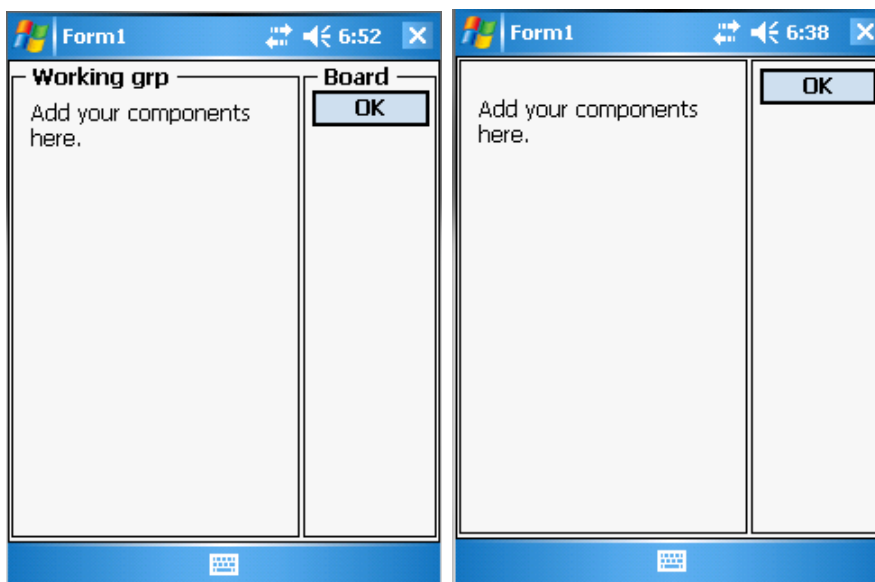 Form1 6:52
Working grp Board
Add your components
here.
OK
Form1 6:38
Add your components
here.
OK